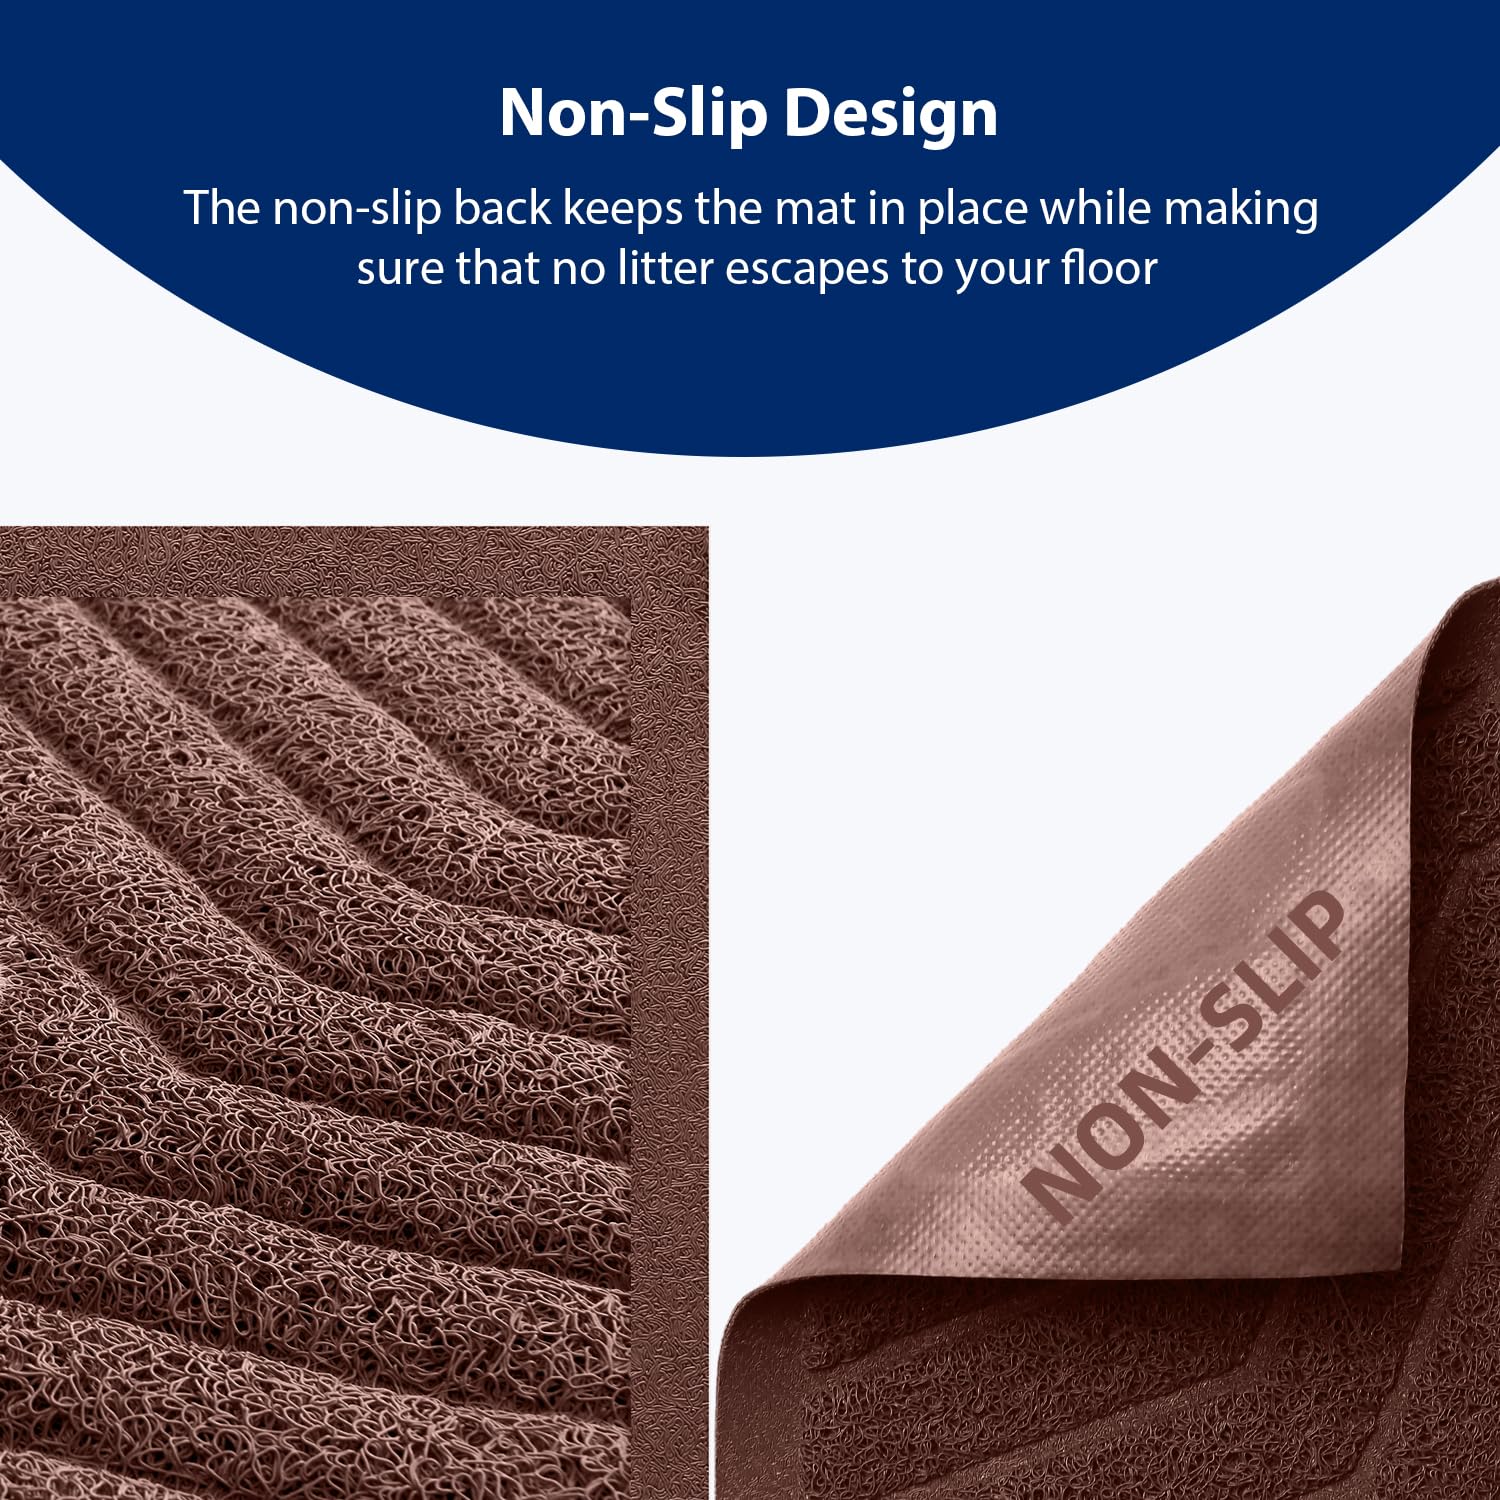 Non-Slip Design
The non-slip back keeps the mat in place while making
sure that no litter escapes to your floor
NON-SLIP